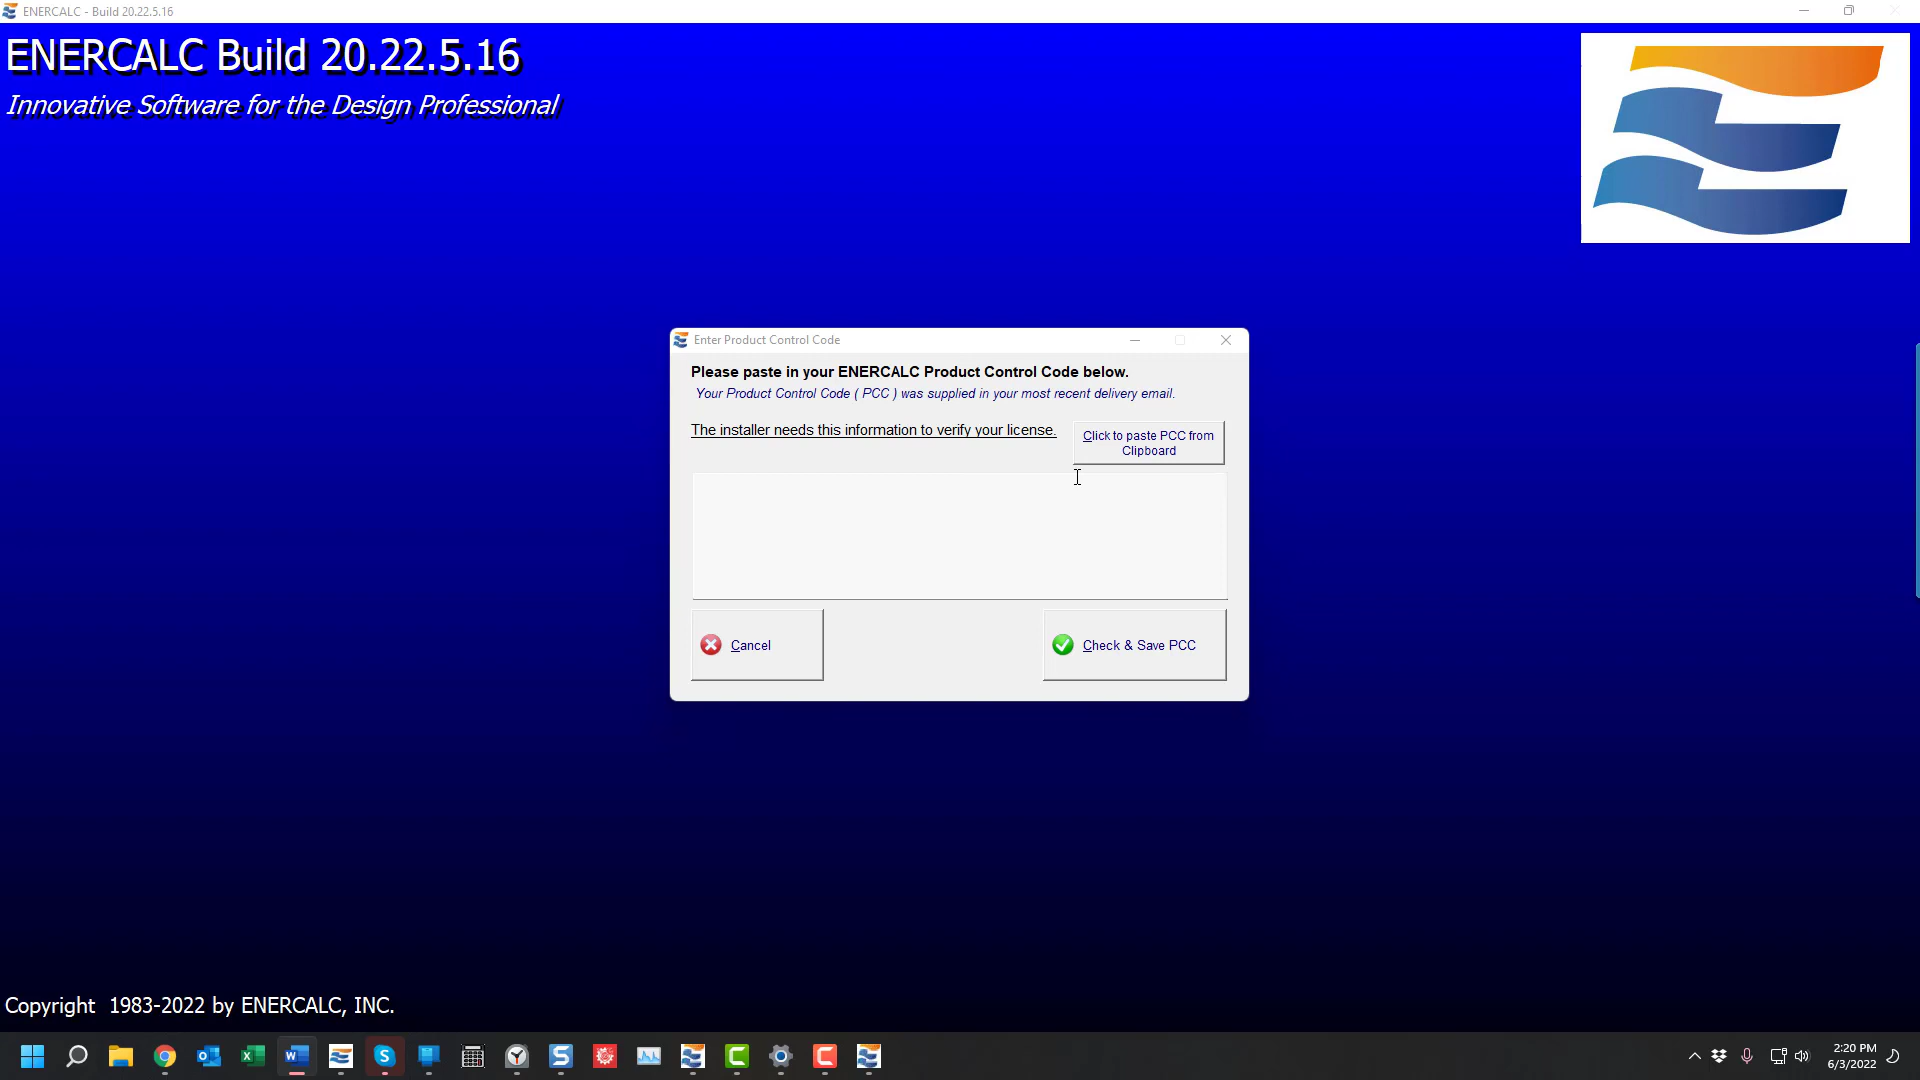 ENERCALC - Build 20.22.5.16
ENERCALC Build 20.22.5.16
Innovative Software for the Design Professional
Enter Product Control Code
Please paste in your ENERCALC Product Control Code below.
Your Product Control Code ( PCC ) was supplied in your most recent delivery email.
The installer needs this information to verify your license.
Click to paste PCC from
Clipboard
Cancel
Check & Save PCC
Copyright 1983-2022 by ENERCALC, INC.
2:20 PM
6/3/2022